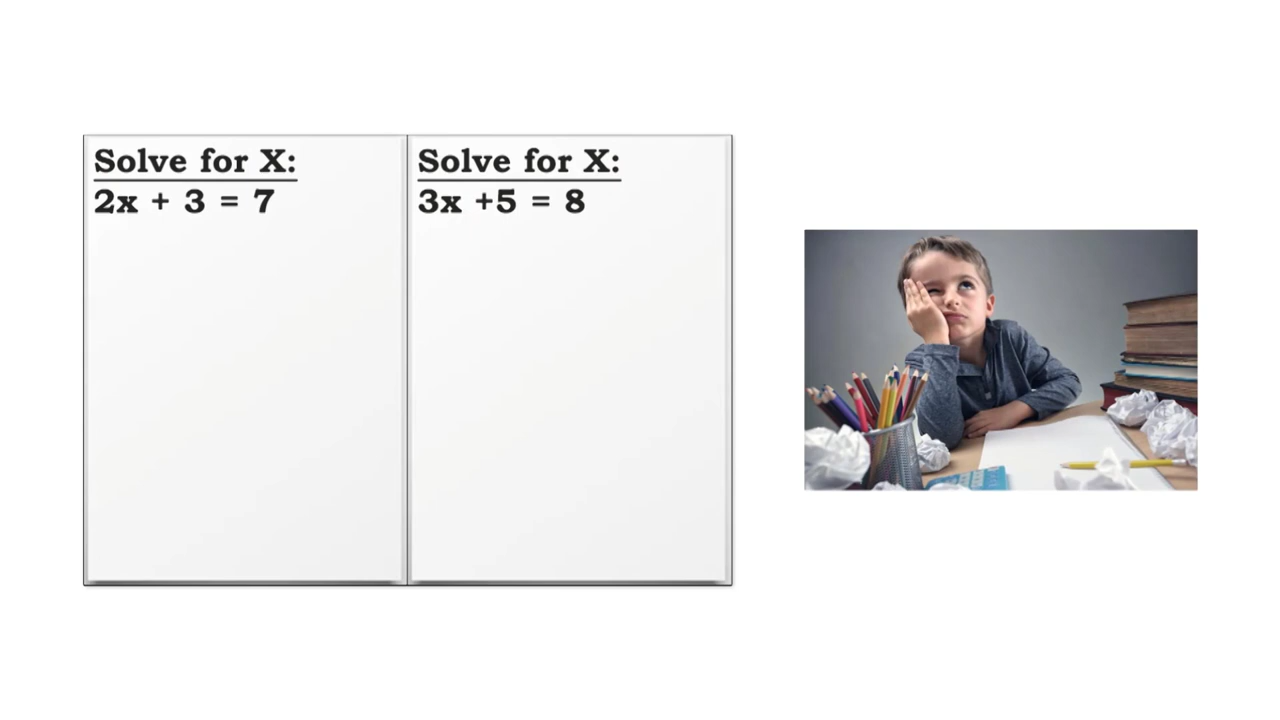 Solve for X:
2x + 3 = 7
Solve for X:
3x +5 = 8